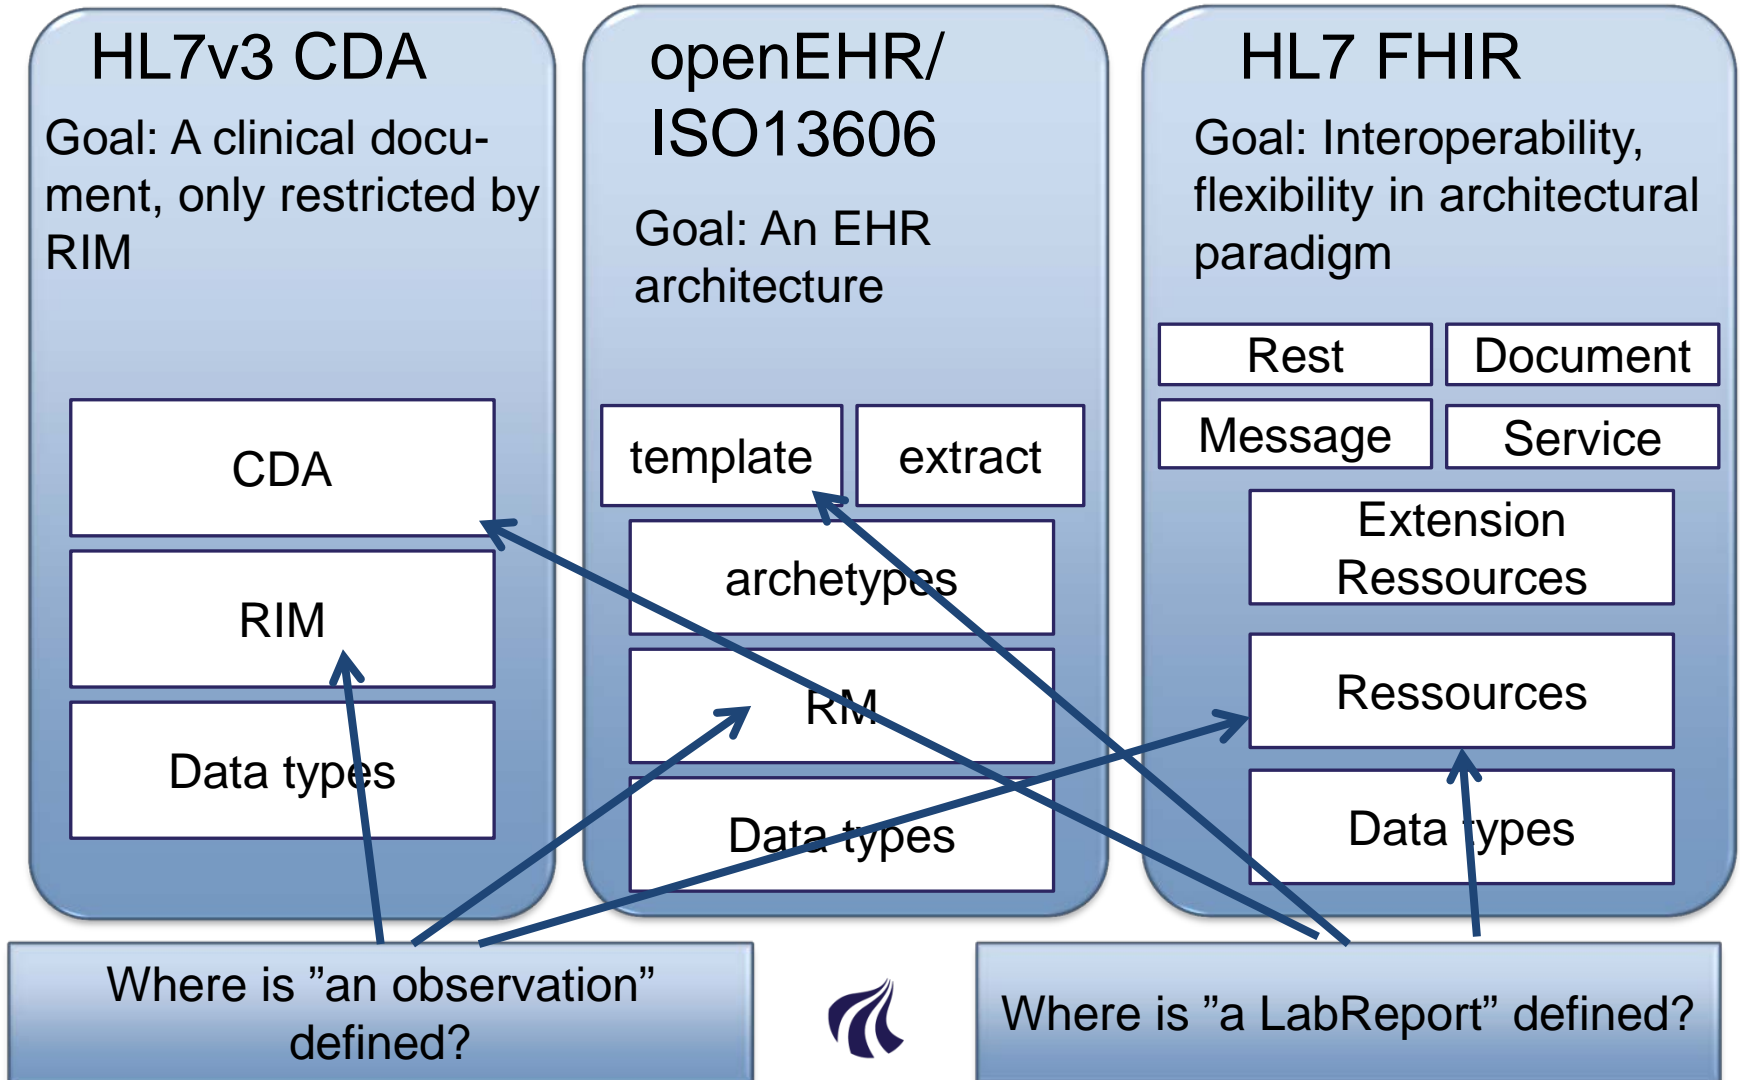 HL7v3 CDA
Goal: A clinical docu-
ment, only restricted by
RIM
CDA
RIM
Data types
openEHR/
ISO13606
Goal: An EHR
architecture
template
extract
archetypes
RM
Data types
HL7 FHIR
Goal: Interoperability,
flexibility in architectural
paradigm
Rest
Document
Message
Service
Extension
Ressources
Ressources
Data types
Where is ”an observation”
defined?
Where is ”a LabReport” defined?